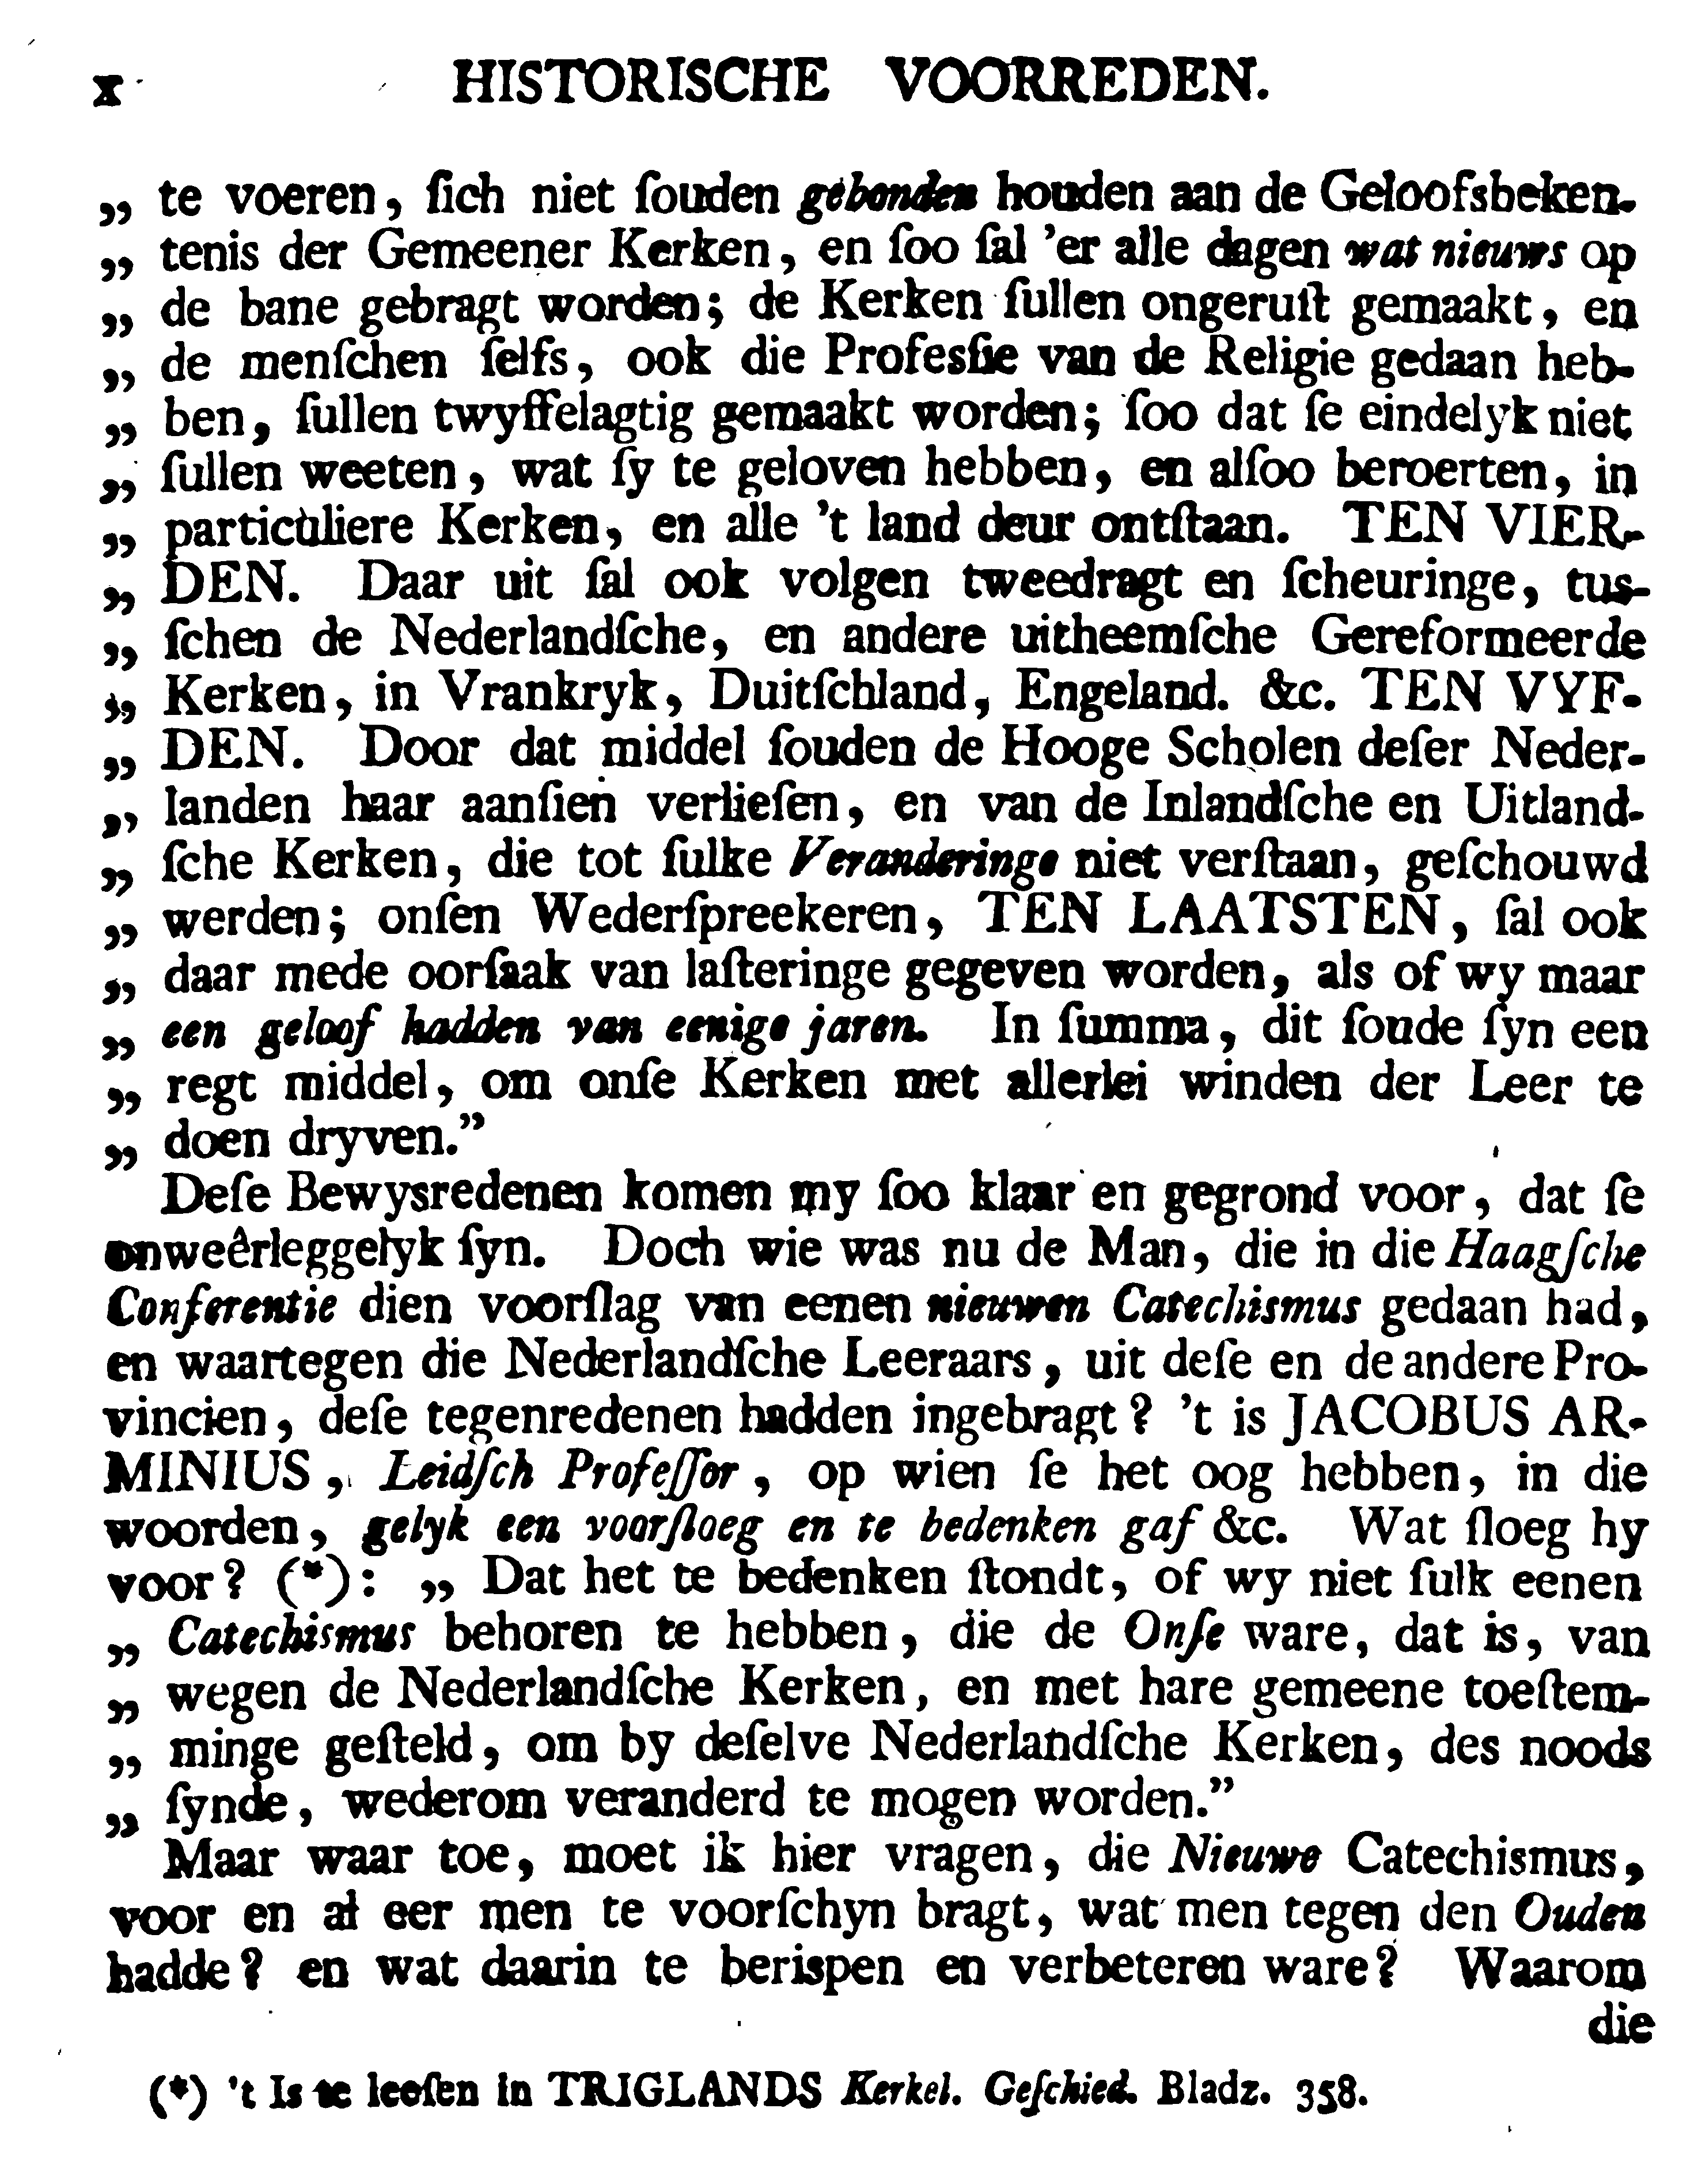 x HISTORISCHE VOORREDEN.
„ te voeren, ſich niet ſouden gebonden houden aan de Geloofsbeken-
„ tenis der Gemeener Kerken, en ſoo ſal 'er alle dagen wat nieuws op
„ de bane gebragt worden; de Kerken ſullen ongeruſt gemaakt, en
„ de menſchen ſelfs, ook die Profesſie van de Religie gedaan heb-
„ ben, ſullen twyffelagtig gemaakt worden; ſoo dat ſe eindelyk niet
„ ſullen weeten, wat ſy te geloven hebben, en alſoo beroerten, in
„ particuliere Kerken, en alle 't land deur ontſtaan. TEN VIER-
„ DEN. Daar uit ſal ook volgen tweedragt en ſcheuringe, tus-
„ ſchen de Nederlandſche, en andere uitheemſche Gereformeerde
„ Kerken, in Vrankryk, Duitſchland, Engeland. &c. TEN VYF-
„ DEN. Door dat middel ſouden de Hooge Scholen deſer Neder-
„ landen haar aanſien verlieſen, en van de Inlandſche en Uitland-
„ ſche Kerken, die tot ſulke Veranderinge niet verſtaan, geſchouwd
„ werden; onſen Wederſpreekeren, TEN LAATSTEN, ſal ook
„ daar mede oorſaak van laſteringe gegeven worden, als of wy maar
„ een geloof hadden van eenige jaren. In ſumma, dit ſoude ſyn een
„ regt middel, om onſe Kerken met allerlei winden der Leer te
„ doen dryven.”
Deſe Bewysredenen komen my ſoo klaar en gegrond voor, dat ſe
onweêrleggelyk ſyn. Doch wie was nu de Man, die in die Haagſche
Conferentie dien voorſlag van eenen nieuwen Catechismus gedaan had,
en waartegen die Nederlandſche Leeraars, uit deſe en de andere Pro-
vincien, deſe tegenredenen hadden ingebragt? 't is JACOBUS AR-
MINIUS, Leidſch Profeſſor, op wien ſe het oog hebben, in die
woorden, gelyk een voorſloeg en te bedenken gaf &c. Wat ſloeg hy
voor? (*): „ Dat het te bedenken ſtondt, of wy niet ſulk eenen
„ Catechismus behoren te hebben, die de Onſe ware, dat is, van
„ wegen de Nederlandſche Kerken, en met hare gemeene toeſtem-
„ minge geſteld, om by deſelve Nederlandſche Kerken, des noods
„ ſynde, wederom veranderd te mogen worden.”
Maar waar toe, moet ik hier vragen, die Nieuwe Catechismus,
voor en al eer men te voorſchyn bragt, wat men tegen den Ouden
hadde? en wat daarin te berispen en verbeteren ware? Waarom
die
(*) 't Is te leeſen in TRIGLANDS Kerkel. Geſchied. Bladz. 358.